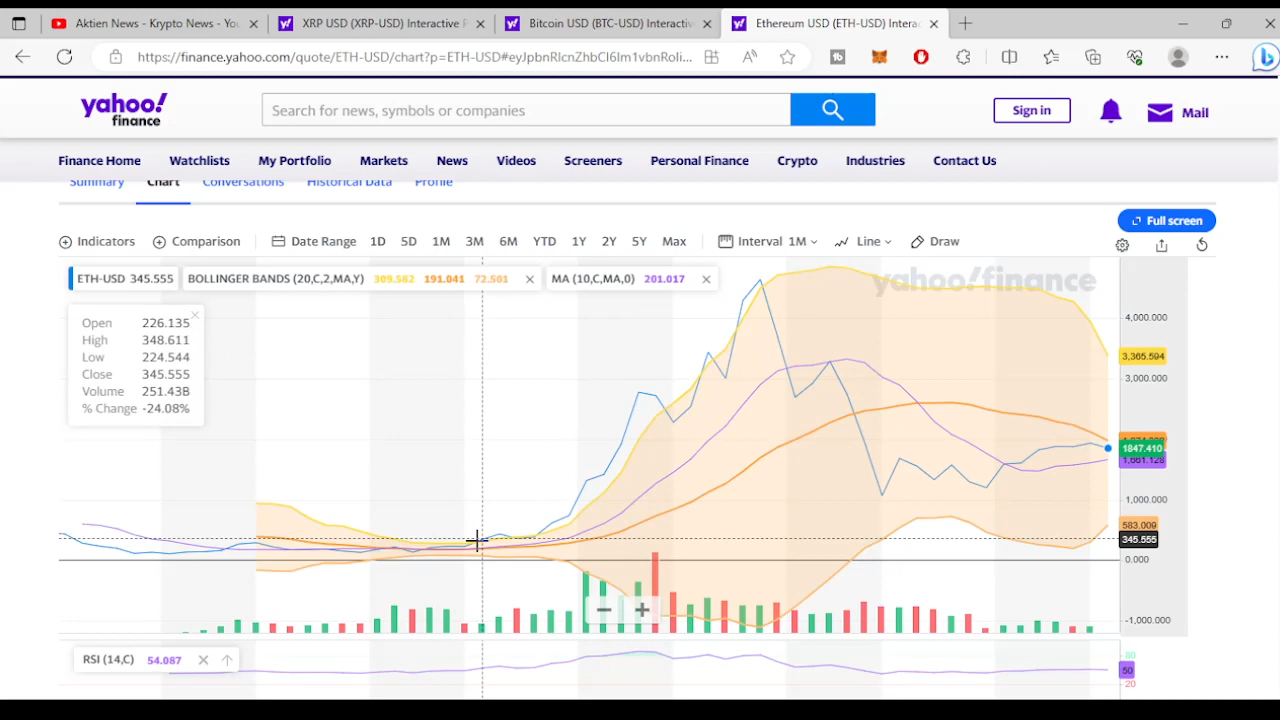 Aktien News - Krypto News - You
XRP USD (XRP-USD) Interactive P
Bitcoin USD (BTC-USD) Interactiv
Ethereum USD (ETH-USD) Interac
https://finance.yahoo.com/quote/ETH-USD/chart?p=ETH-USD#eyJpbnRlcnZhbCI6Im1vbnRoli...
yahoo!
finance
Search for news, symbols or companies
Sign in
Mail
Finance Home Watchlists My Portfolio Markets News Videos Screeners Personal Finance Crypto Industries Contact Us
Summary Chart Conversations Historical Data Profile
Full screen
Indicators Comparison Date Range 1D 5D 1M 3M 6M YTD 1Y 2Y 5Y Max Interval 1M Line Draw
ETH-USD 345.555 BOLLINGER BANDS (20,C,2,MA,Y) 309.582 191.041 72.501 MA (10,C,MA,0) 201.017
yahoo!finance
Open 226.135
High 348.611
Low 224.544
Close 345.555
Volume 251.43B
% Change -24.08%
4,000.000
3,365.594
3,000.000
1847.410
1,661.128
1,000.000
583.009
345.555
0.000
-1,000.000
RSI (14,C) 54.087
80
50
20